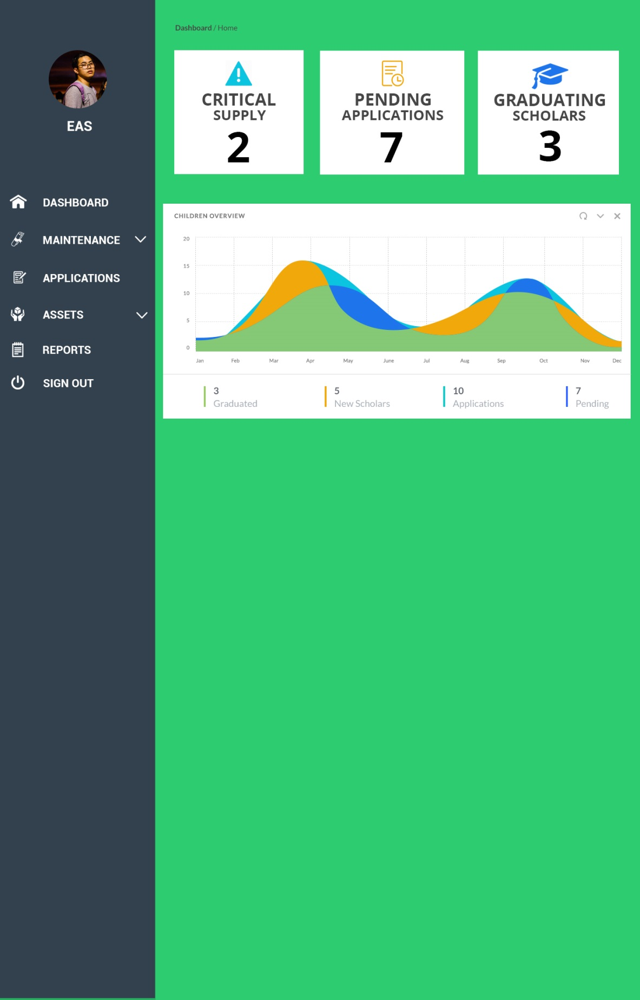 EAS
DASHBOARD
MAINTENANCE
APPLICATIONS
ASSETS
REPORTS
SIGN OUT
Dashboard / Home
CRITICAL
SUPPLY
2
PENDING
APPLICATIONS
7
GRADUATING
SCHOLARS
3
CHILDREN OVERVIEW
20
15
10
5
0
Jan Feb Mar Apr May June Jul Aug Sep Oct Nov Dec
3
Graduated
5
New Scholars
10
Applications
7
Pending